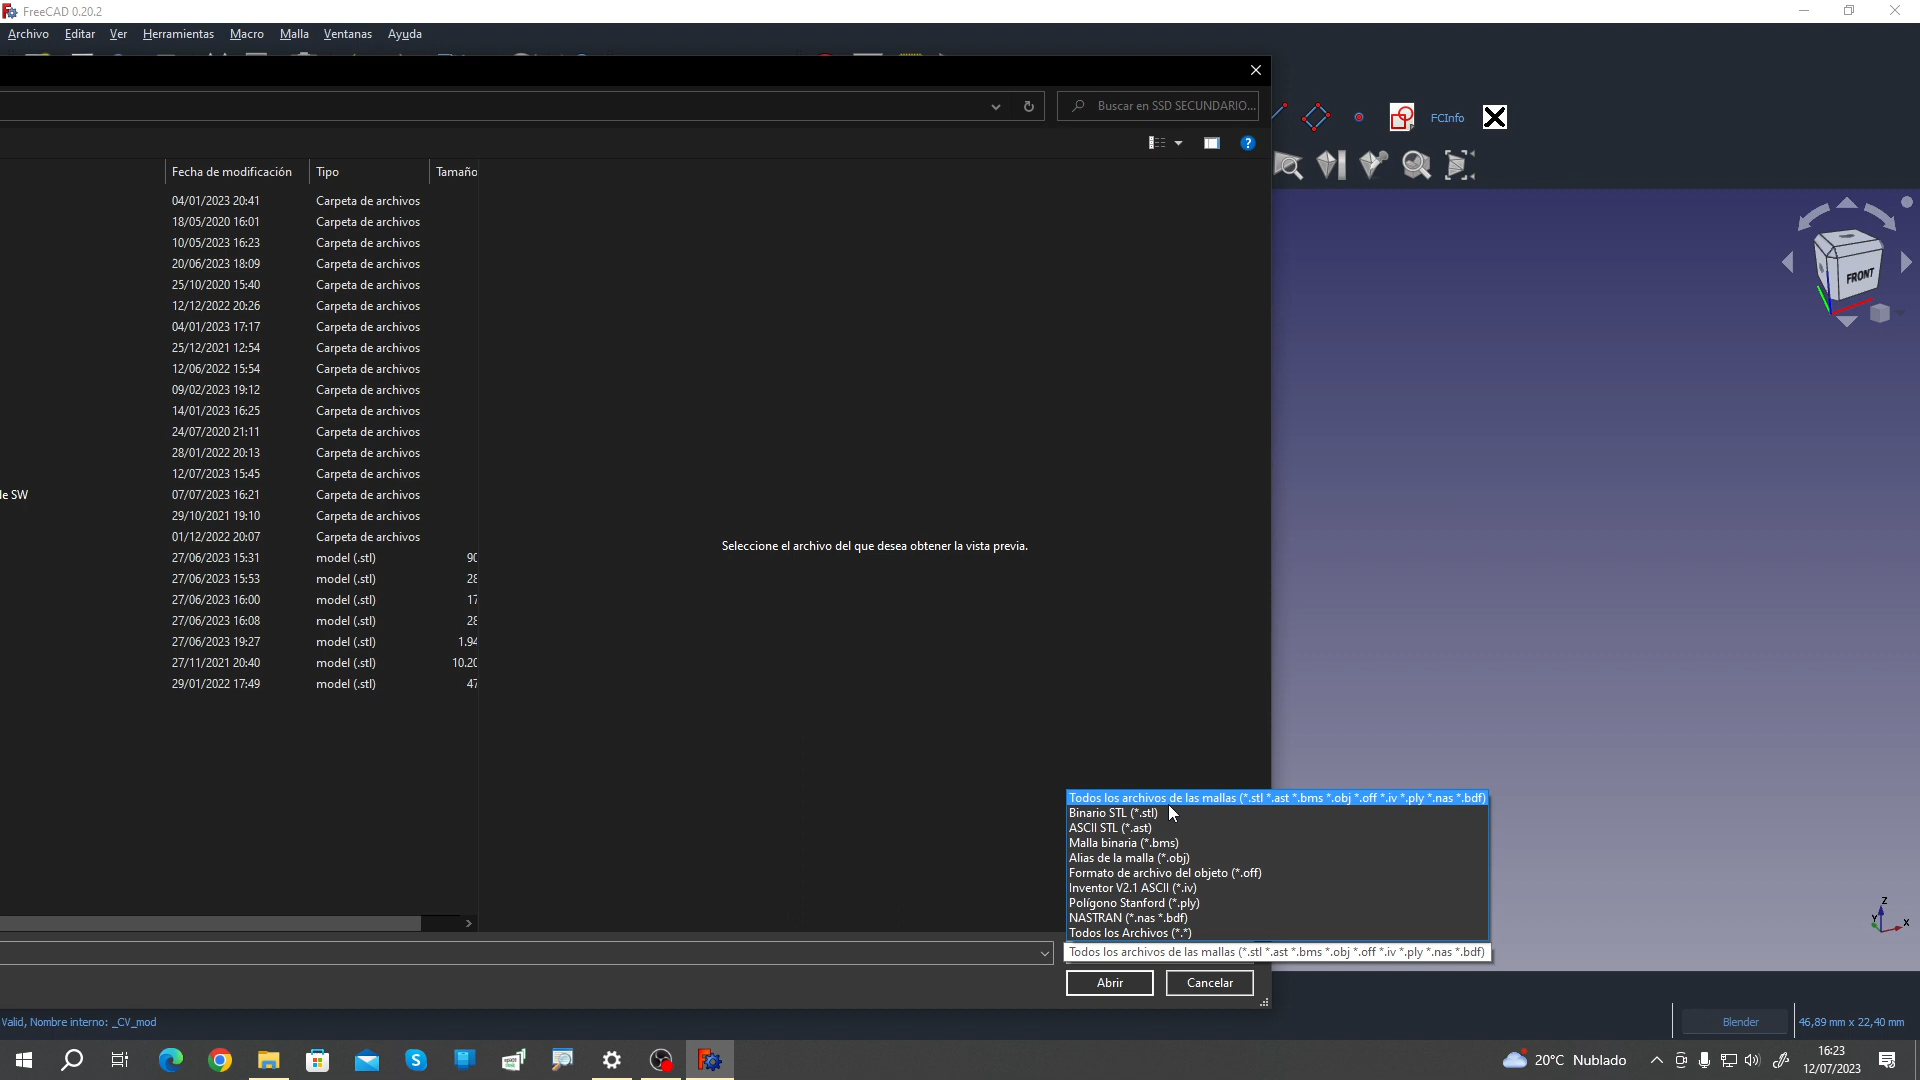 FreeCAD 0.20.2
Archivo Editar Ver Herramientas Macro Malla Ventanas Ayuda
Buscar en SSD SECUNDARIO...
FCInfo
Fecha de modificación Tipo Tamaño
04/01/2023 20:41 Carpeta de archivos
18/05/2020 16:01 Carpeta de archivos
10/05/2023 16:23 Carpeta de archivos
20/06/2023 18:09 Carpeta de archivos
25/10/2020 15:40 Carpeta de archivos
12/12/2022 20:26 Carpeta de archivos
04/01/2023 17:17 Carpeta de archivos
25/12/2021 12:54 Carpeta de archivos
12/06/2022 15:54 Carpeta de archivos
09/02/2023 19:12 Carpeta de archivos
14/01/2023 16:25 Carpeta de archivos
24/07/2020 21:11 Carpeta de archivos
28/01/2022 20:13 Carpeta de archivos
12/07/2023 15:45 Carpeta de archivos
le SW 07/07/2023 16:21 Carpeta de archivos
29/10/2021 19:10 Carpeta de archivos
01/12/2022 20:07 Carpeta de archivos
27/06/2023 15:31 model (.stl) 90
27/06/2023 15:53 model (.stl) 28
27/06/2023 16:00 model (.stl) 17
27/06/2023 16:08 model (.stl) 28
27/06/2023 19:27 model (.stl) 1.94
27/11/2021 20:40 model (.stl) 10.20
29/01/2022 17:49 model (.stl) 47
Seleccione el archivo del que desea obtener la vista previa.
FRONT
Todos los archivos de las mallas (*.stl *.ast *.bms *.obj *.off *.iv *.ply *.nas *.bdf)
Binario STL (*.stl)
ASCII STL (*.ast)
Malla binaria (*.bms)
Alias de la malla (*.obj)
Formato de archivo del objeto (*.off)
Inventor V2.1 ASCII (*.iv)
Polígono Stanford (*.ply)
NASTRAN (*.nas *.bdf)
Todos los Archivos (*.*)
Todos los archivos de las mallas (*.stl *.ast *.bms *.obj *.off *.iv *.ply *.nas *.bdf)
Abrir Cancelar
Z
Y
X
Valid, Nombre interno: _CV_mod
Blender 46,89 mm x 22,40 mm
20°C Nublado
16:23
12/07/2023